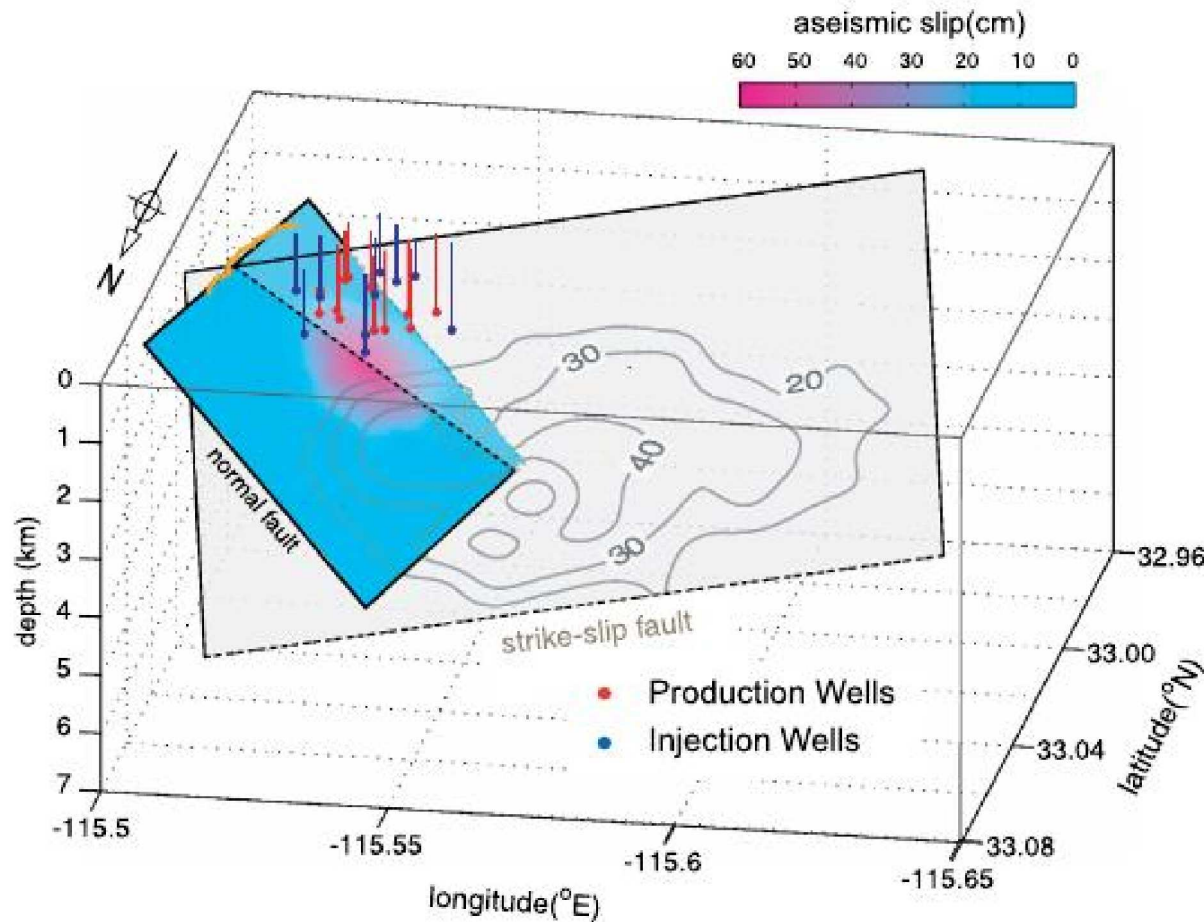 aseismic slip(cm)
60 50 40 30 20 10 0
N
30
20
40
30
normal fault
strike-slip fault
Production Wells
Injection Wells
depth (km)
0
1
2
3
4
5
6
7
-115.5
-115.55
-115.6
-115.65
longitude(°E)
32.96
33.00
33.04
33.08
latitude(°N)